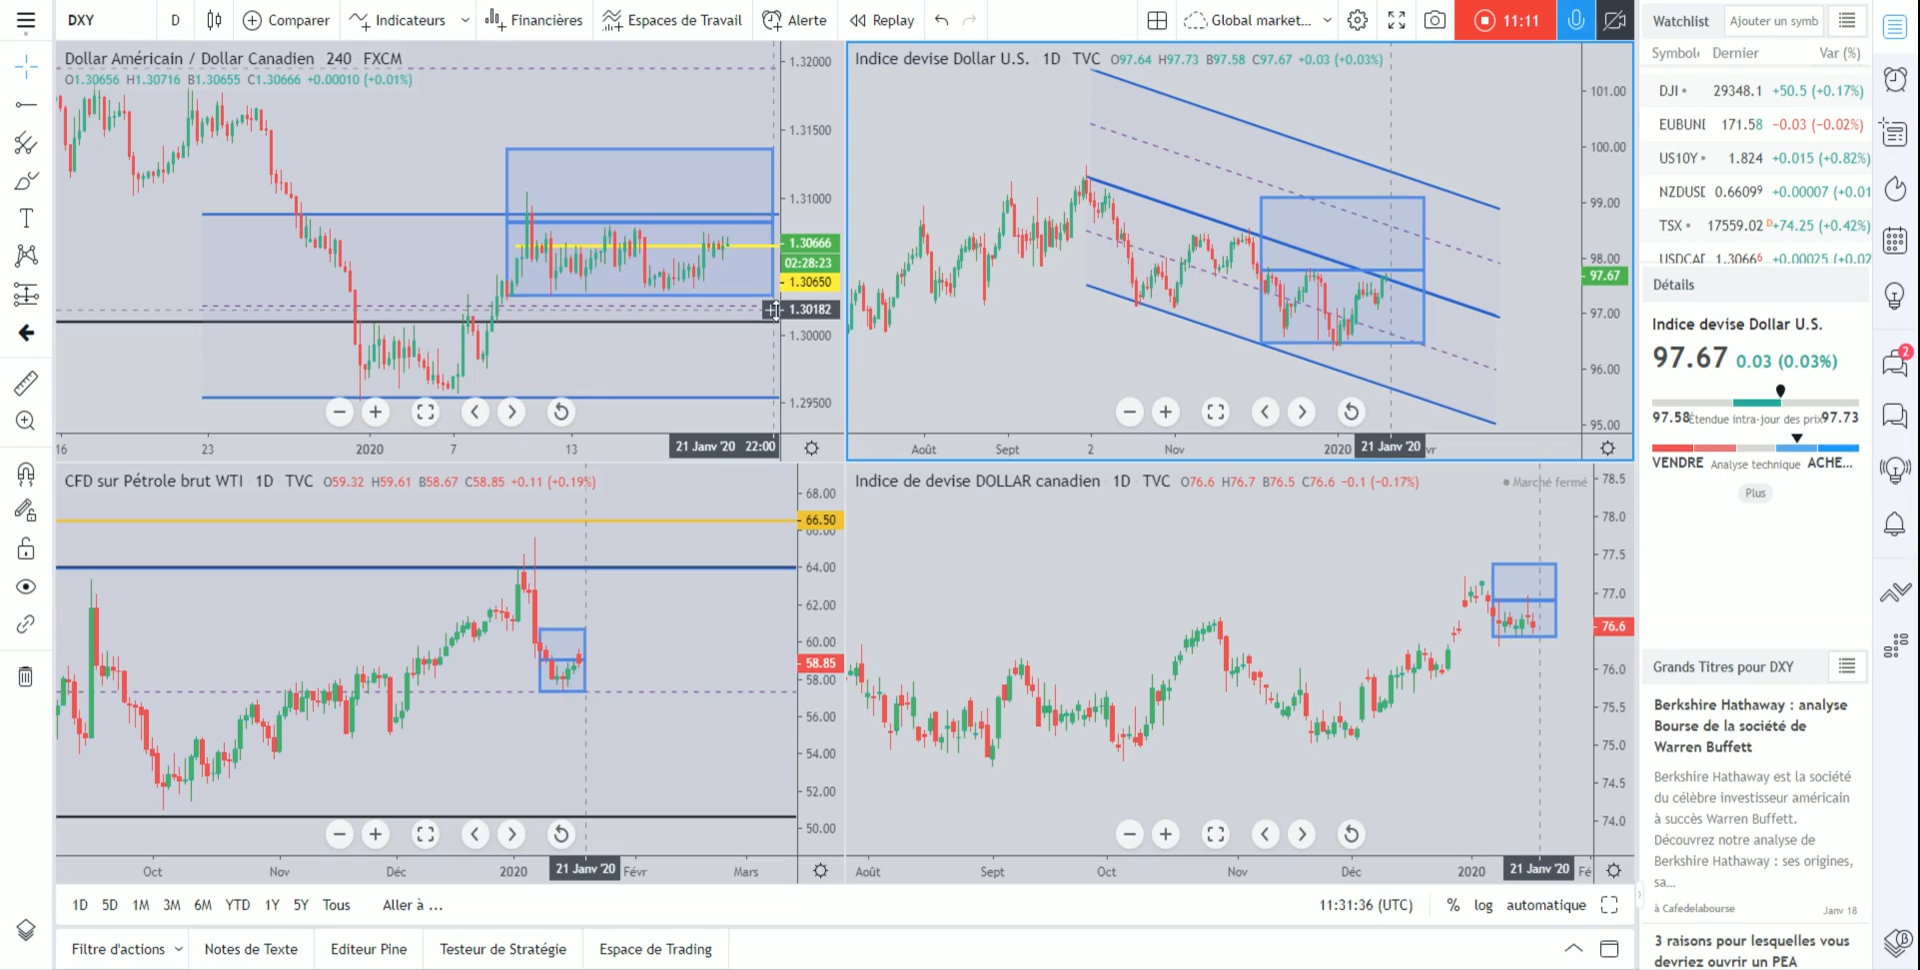 DXY D Comparer Indicateurs Financières Espaces de Travail Alerte Replay Global market... 11:11
Dollar Américain / Dollar Canadien 240 FXCM
O1.30656 H1.30716 B1.30655 C1.30666 +0.00010 (+0.01%)
1.32000
1.31500
1.31000
1.30666
02:28:23
1.30650
1.30182
1.30000
1.29500
16 23 2020 7 13 21 Janv '20 22:00
Indice devise Dollar U.S. 1D TVC O97.64 H97.73 B97.58 C97.67 +0.03 (+0.03%)
101.00
100.00
99.00
98.00
97.67
97.00
96.00
95.00
Août Sept 2 Nov 2020 21 Janv '20 vr
CFD sur Pétrole brut WTI 1D TVC O59.32 H59.61 B58.67 C58.85 +0.11 (+0.19%)
68.00
66.50
66.00
64.00
62.00
60.00
58.85
58.00
56.00
54.00
52.00
50.00
Oct Nov Déc 2020 21 Janv '20 Févr Mars
Indice de devise DOLLAR canadien 1D TVC O76.6 H76.7 B76.5 C76.6 -0.1 (-0.17%)
Marché fermé
78.5
78.0
77.5
77.0
76.6
76.0
75.5
75.0
74.5
74.0
Août Sept Oct Nov Déc 2020 21 Janv '20 Fé
1D 5D 1M 3M 6M YTD 1Y 5Y Tous Aller à ... 11:31:36 (UTC) % log automatique
Filtre d'actions Notes de Texte Editeur Pine Testeur de Stratégie Espace de Trading
Watchlist Ajouter un symb
Symbole Dernier Var (%)
DJI 29348.1 +50.5 (+0.17%)
EUBUNI 171.58 −0.03 (−0.02%)
US10Y 1.824 +0.015 (+0.82%)
NZDUSI 0.66099 +0.00007 (+0.01
TSX 17559.02 D +74.25 (+0.42%)
USDCAI 1.30666 +0.00025 (+0.02
Détails
Indice devise Dollar U.S.
97.67 0.03 (0.03%)
97.58 Étendue intra-jour des prix 97.73
VENDRE Analyse technique ACHE...
Plus
Grands Titres pour DXY
Berkshire Hathaway : analyse
Bourse de la société de
Warren Buffett
Berkshire Hathaway est la société
du célèbre investisseur américain
à succès Warren Buffett.
Découvrez notre analyse de
Berkshire Hathaway : ses origines,
sa...
à Cafedelabourse Janv 18
3 raisons pour lesquelles vous
devriez ouvrir un PEA
2